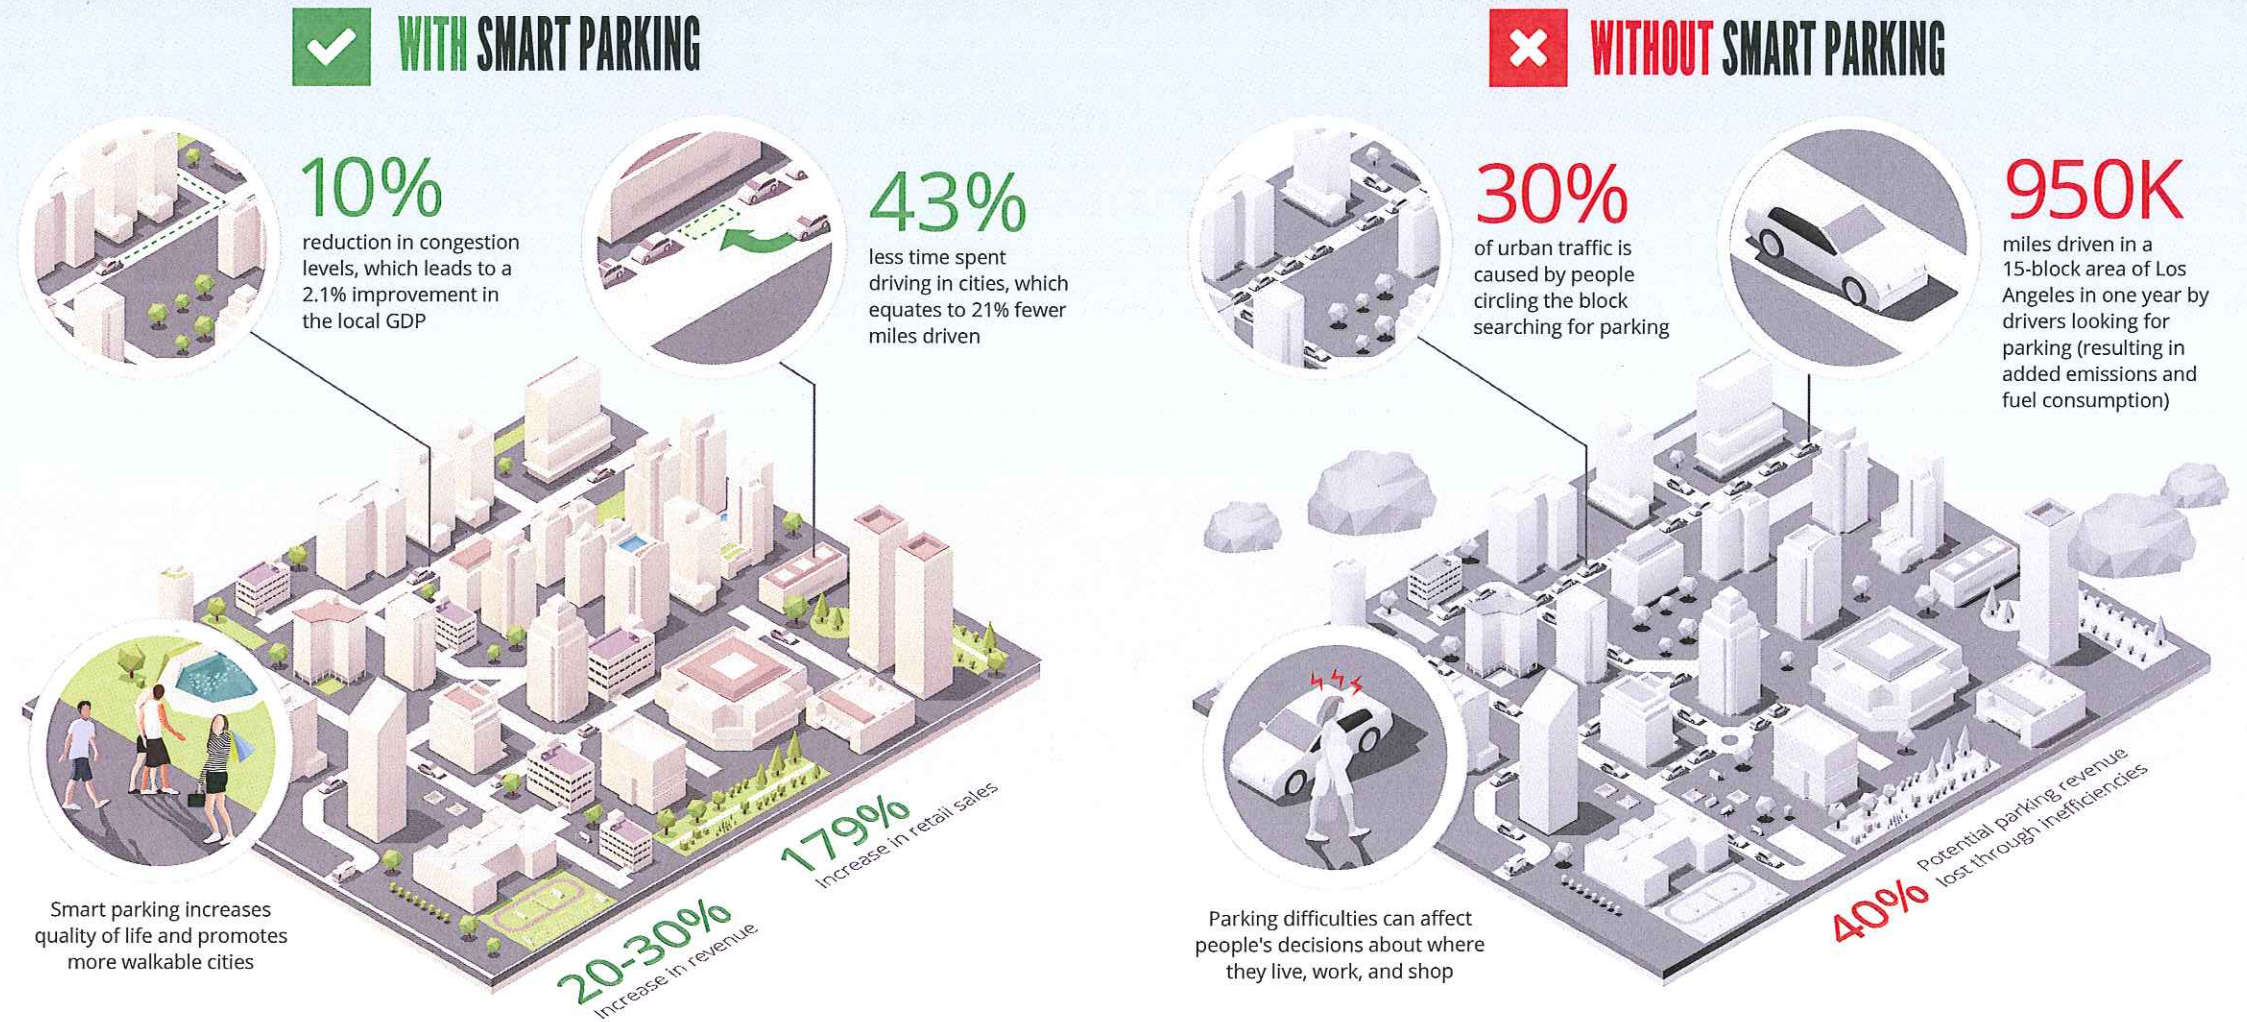 WITH SMART PARKING
10%
reduction in congestion
levels, which leads to a
2.1% improvement in
the local GDP
43%
less time spent
driving in cities, which
equates to 21% fewer
miles driven
Smart parking increases
quality of life and promotes
more walkable cities
20-30%
Increase in revenue
179%
Increase in retail sales
WITHOUT SMART PARKING
30%
of urban traffic is
caused by people
circling the block
searching for parking
950K
miles driven in a
15-block area of Los
Angeles in one year by
drivers looking for
parking (resulting in
added emissions and
fuel consumption)
Parking difficulties can affect
people's decisions about where
they live, work, and shop
40%
Potential parking revenue
lost through inefficiencies